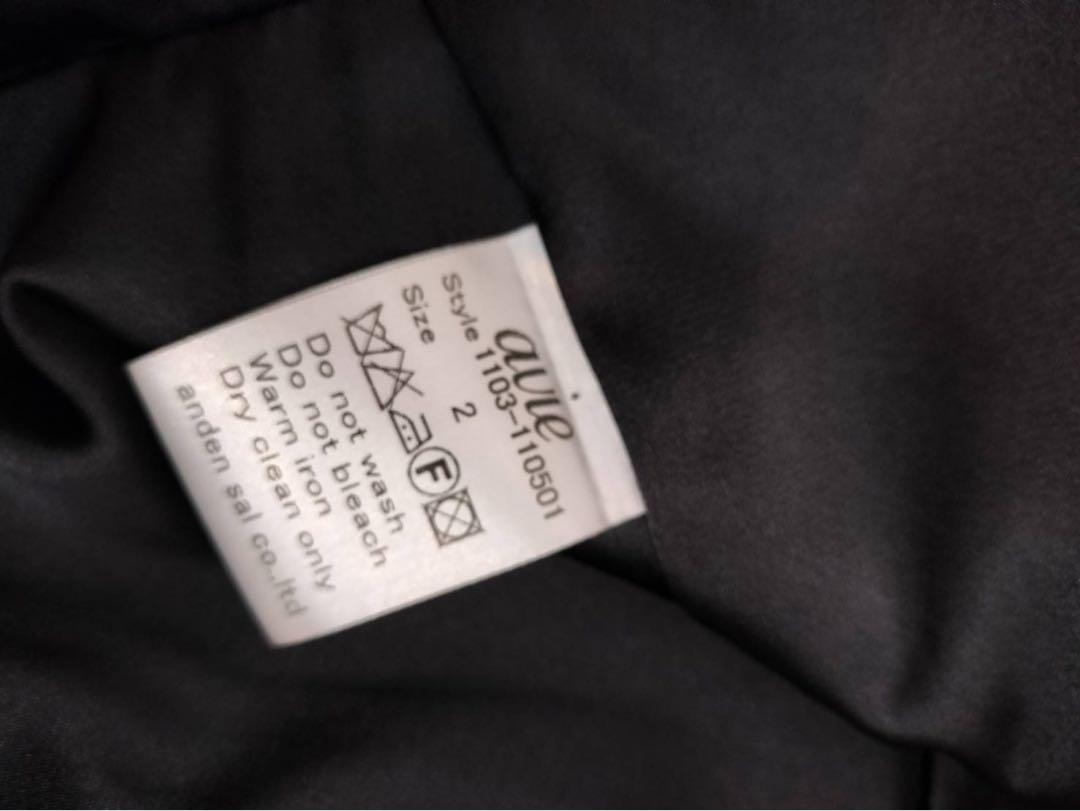 avie
Style 1103-110501
Size 2
F
Do not wash
Do not bleach
Warm iron
Dry clean only
anden sal co.,ltd